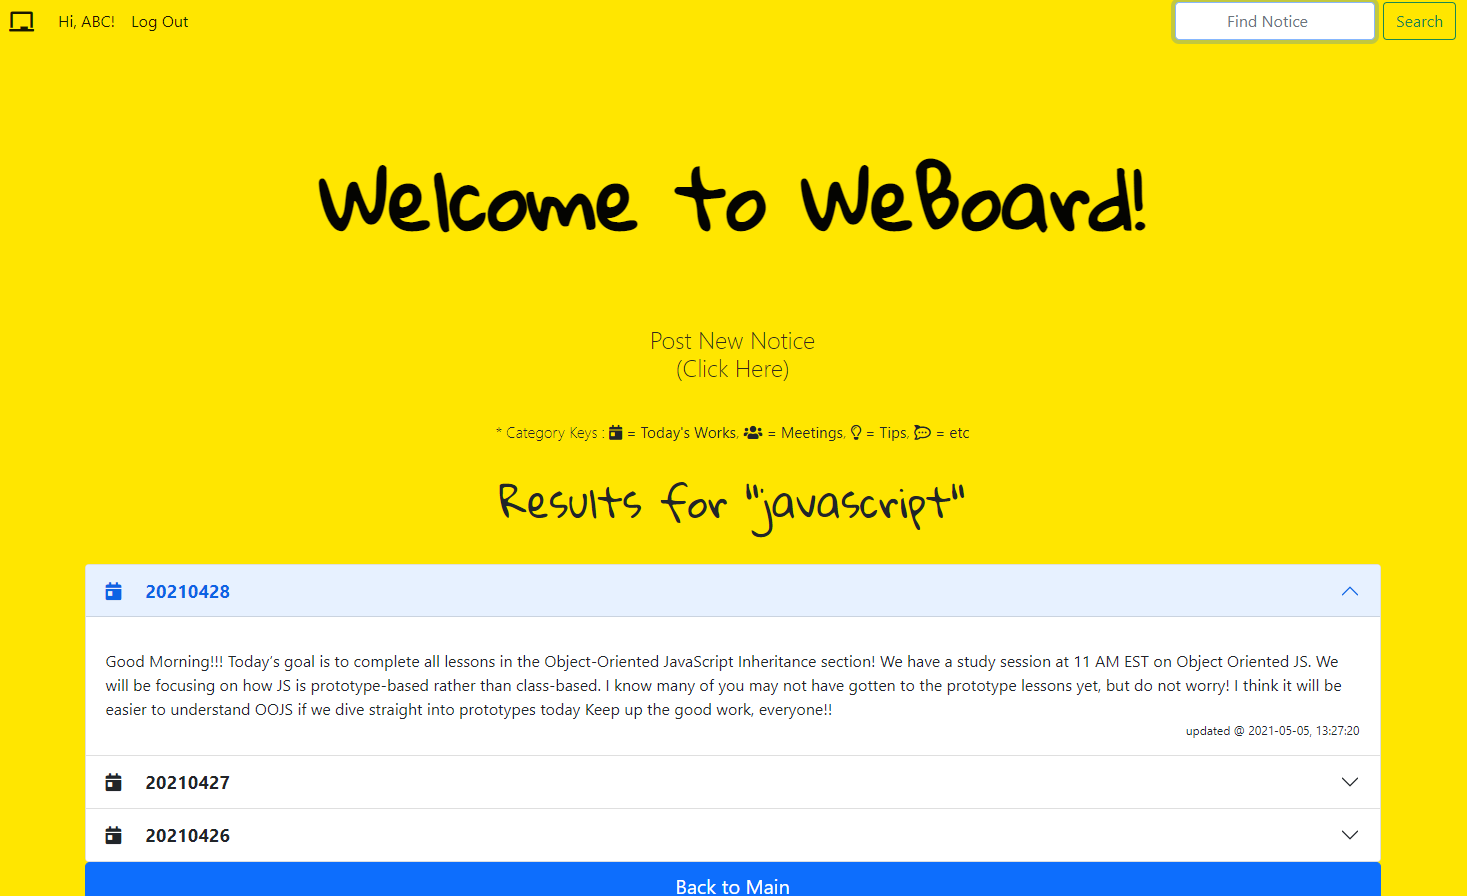 Hi, ABC! Log Out Find Notice Search
Welcome to WeBoard!
Post New Notice
(Click Here)
* Category Keys : = Today's Works, = Meetings, = Tips, = etc
Results for "javascript"
20210428
Good Morning!!! Today’s goal is to complete all lessons in the Object-Oriented JavaScript Inheritance section! We have a study session at 11 AM EST on Object Oriented JS. We
will be focusing on how JS is prototype-based rather than class-based. I know many of you may not have gotten to the prototype lessons yet, but do not worry! I think it will be
easier to understand OOJS if we dive straight into prototypes today Keep up the good work, everyone!!
updated @ 2021-05-05, 13:27:20
20210427
20210426
Back to Main